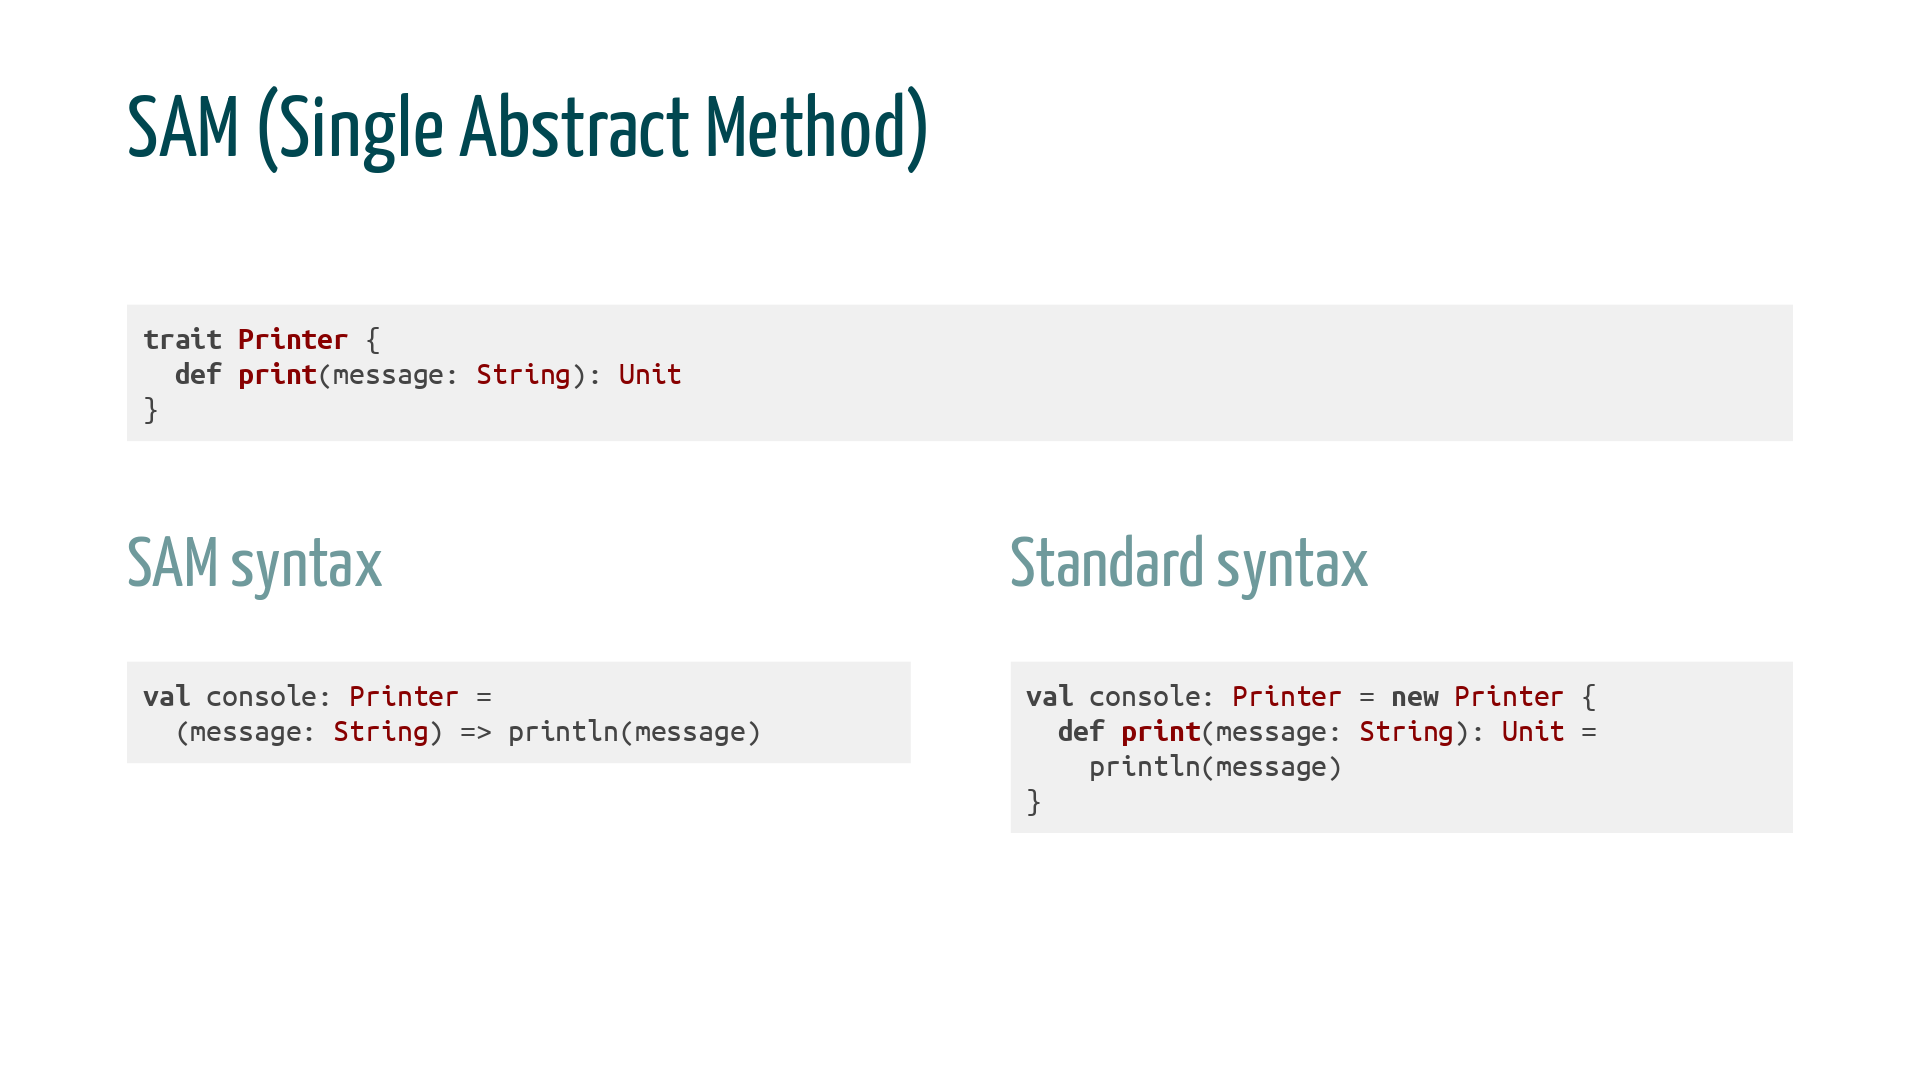 SAM (Single Abstract Method)
trait Printer {
  def print(message: String): Unit
}
SAM syntax
val console: Printer =
  (message: String) => println(message)
Standard syntax
val console: Printer = new Printer {
  def print(message: String): Unit =
    println(message)
}